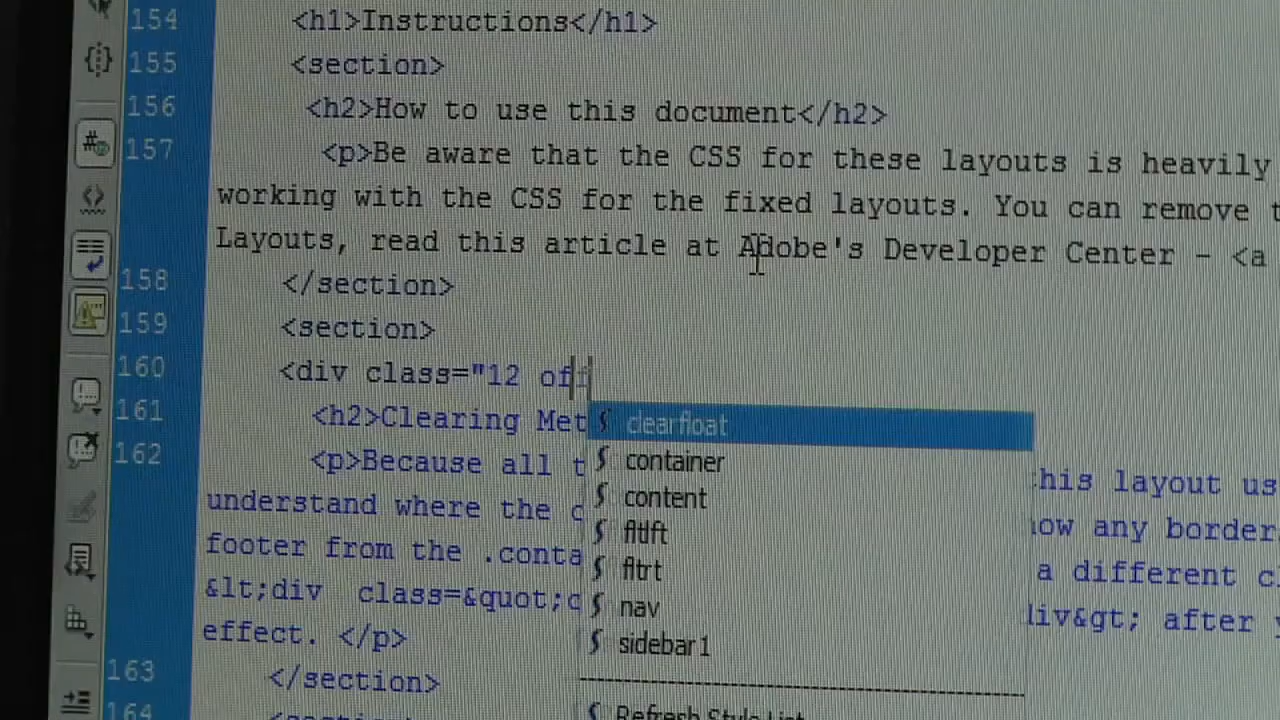 154 <h1>Instructions</h1>
155 <section>
156 <h2>How to use this document</h2>
157 <p>Be aware that the CSS for these layouts is heavily
working with the CSS for the fixed layouts. You can remove
Layouts, read this article at Adobe's Developer Center - <a
158 </section>
159 <section>
160 <div class="12 of
161 <h2>Clearing Met
clearfloat
container
162 <p>Because all t
his layout us
content
understand where the
ow any border
fltlft
footer from the .conta
a different c
fltrt
&lt;div class=&quot;c
div&gt; after
nav
effect. </p>
sidebar1
163 </section>
164
Refresh Style List